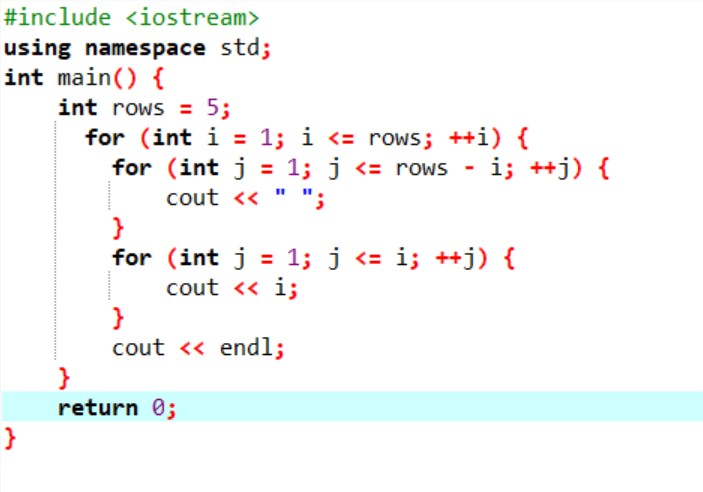 #include <iostream>
using namespace std;
int main() {
    int rows = 5;
      for (int i = 1; i <= rows; ++i) {
        for (int j = 1; j <= rows - i; ++j) {
            cout << " ";
        }
        for (int j = 1; j <= i; ++j) {
            cout << i;
        }
        cout << endl;
    }
    return 0;
}